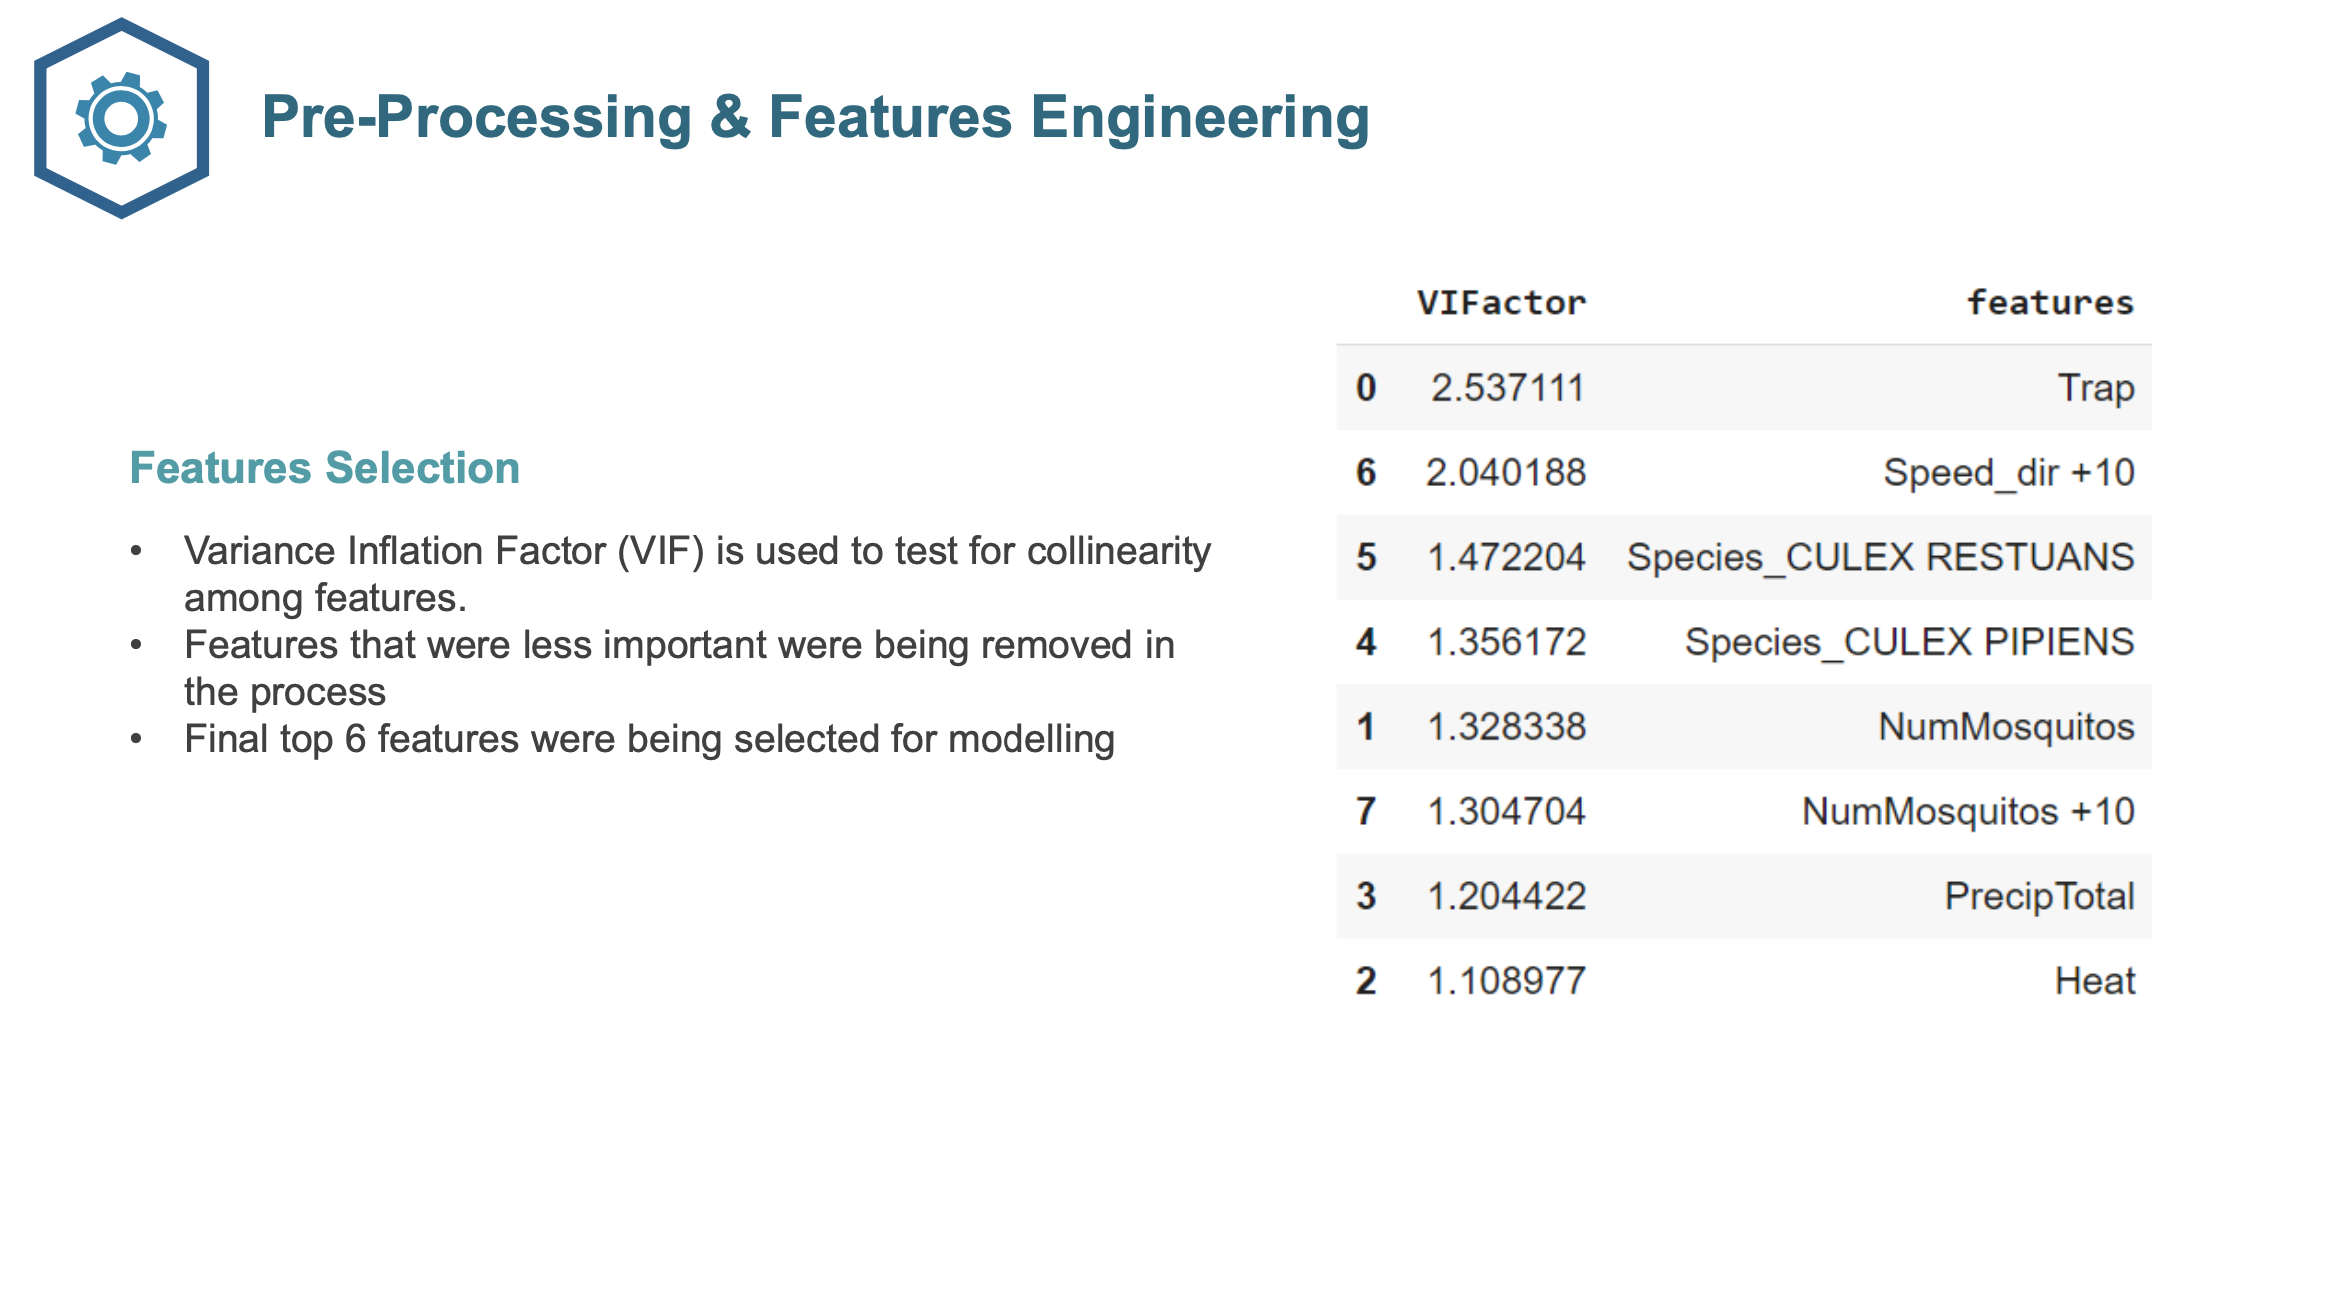 Pre-Processing & Features Engineering
Features Selection
• Variance Inflation Factor (VIF) is used to test for collinearity
among features.
• Features that were less important were being removed in
the process
• Final top 6 features were being selected for modelling
VIFactor features
0 2.537111 Trap
6 2.040188 Speed_dir +10
5 1.472204 Species_CULEX RESTUANS
4 1.356172 Species_CULEX PIPIENS
1 1.328338 NumMosquitos
7 1.304704 NumMosquitos +10
3 1.204422 PrecipTotal
2 1.108977 Heat